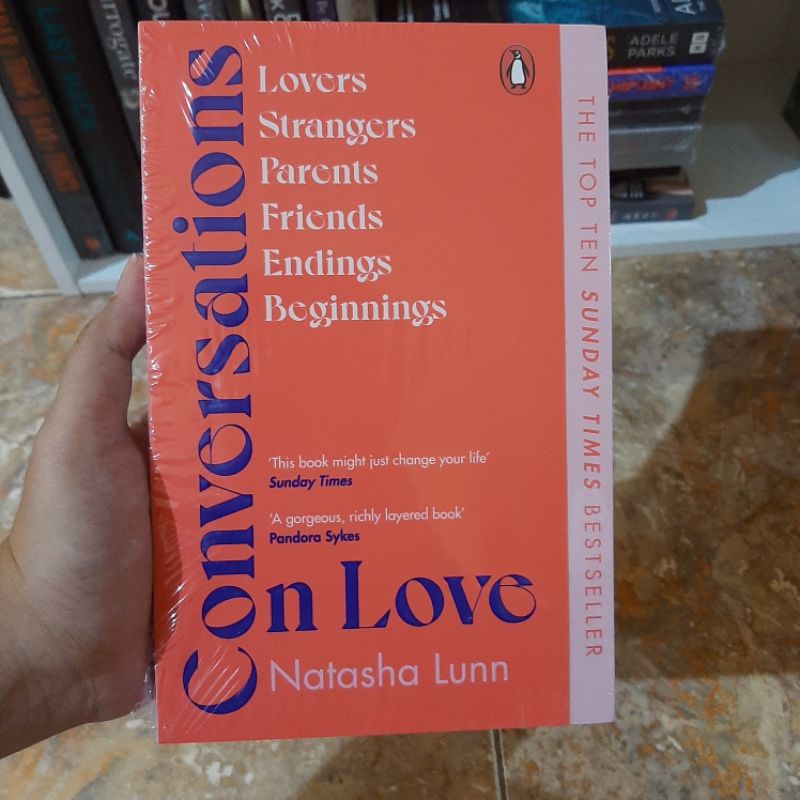 Conversations
On Love
Lovers
Strangers
Parents
Friends
Endings
Beginnings
‘This book might just change your life’
Sunday Times
‘A gorgeous, richly layered book’
Pandora Sykes
Natasha Lunn
THE TOP TEN SUNDAY TIMES BESTSELLER
ADELE
PARKS